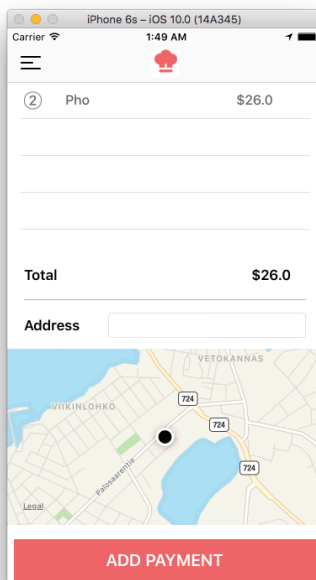 iPhone 6s – iOS 10.0 (14A345)
Carrier 1:49 AM
2 Pho $26.0
Total $26.0
Address
VETOKANNAS
VIIKINLOHKO
724
724
724
Palosaarentie
Legal
ADD PAYMENT